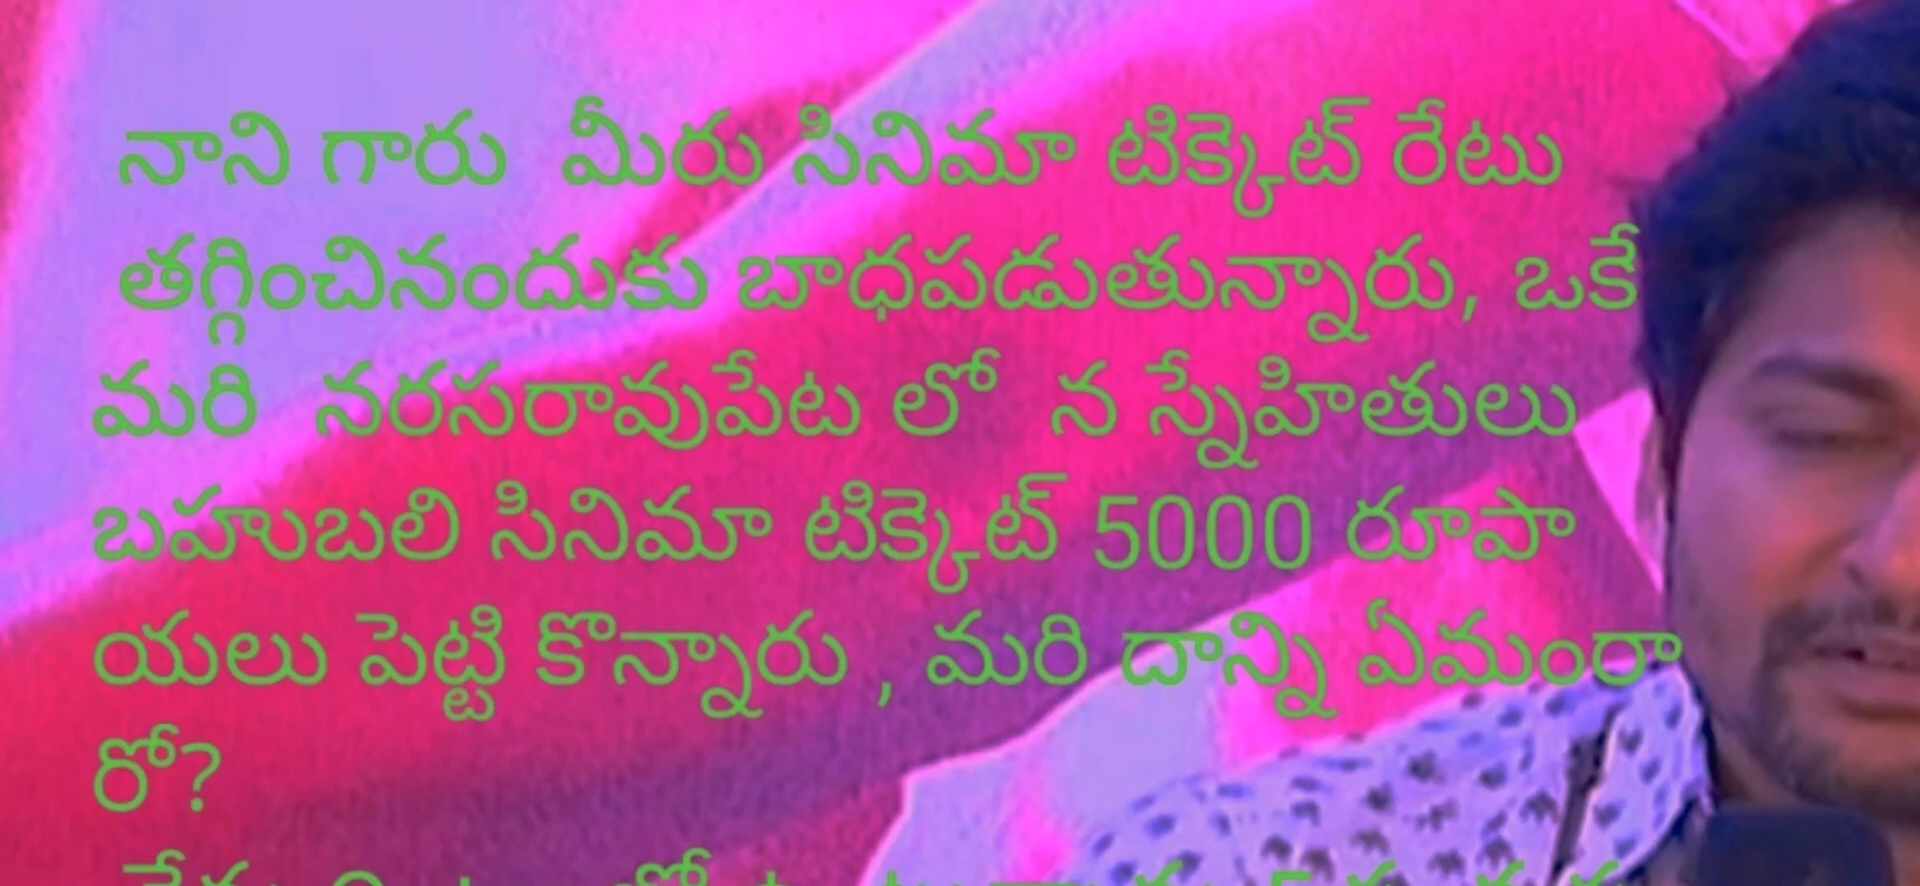 నాని గారు మీరు సినిమా టిక్కెట్ రేటు
తగ్గించినందుకు బాధపడుతున్నారు, ఒకే
మరి నరసరావుపేట లో న స్నేహితులు
బహుబలి సినిమా టిక్కెట్ 5000 రూపా
యలు పెట్టి కొన్నారు , మరి దాన్ని ఏమంరా
రో?